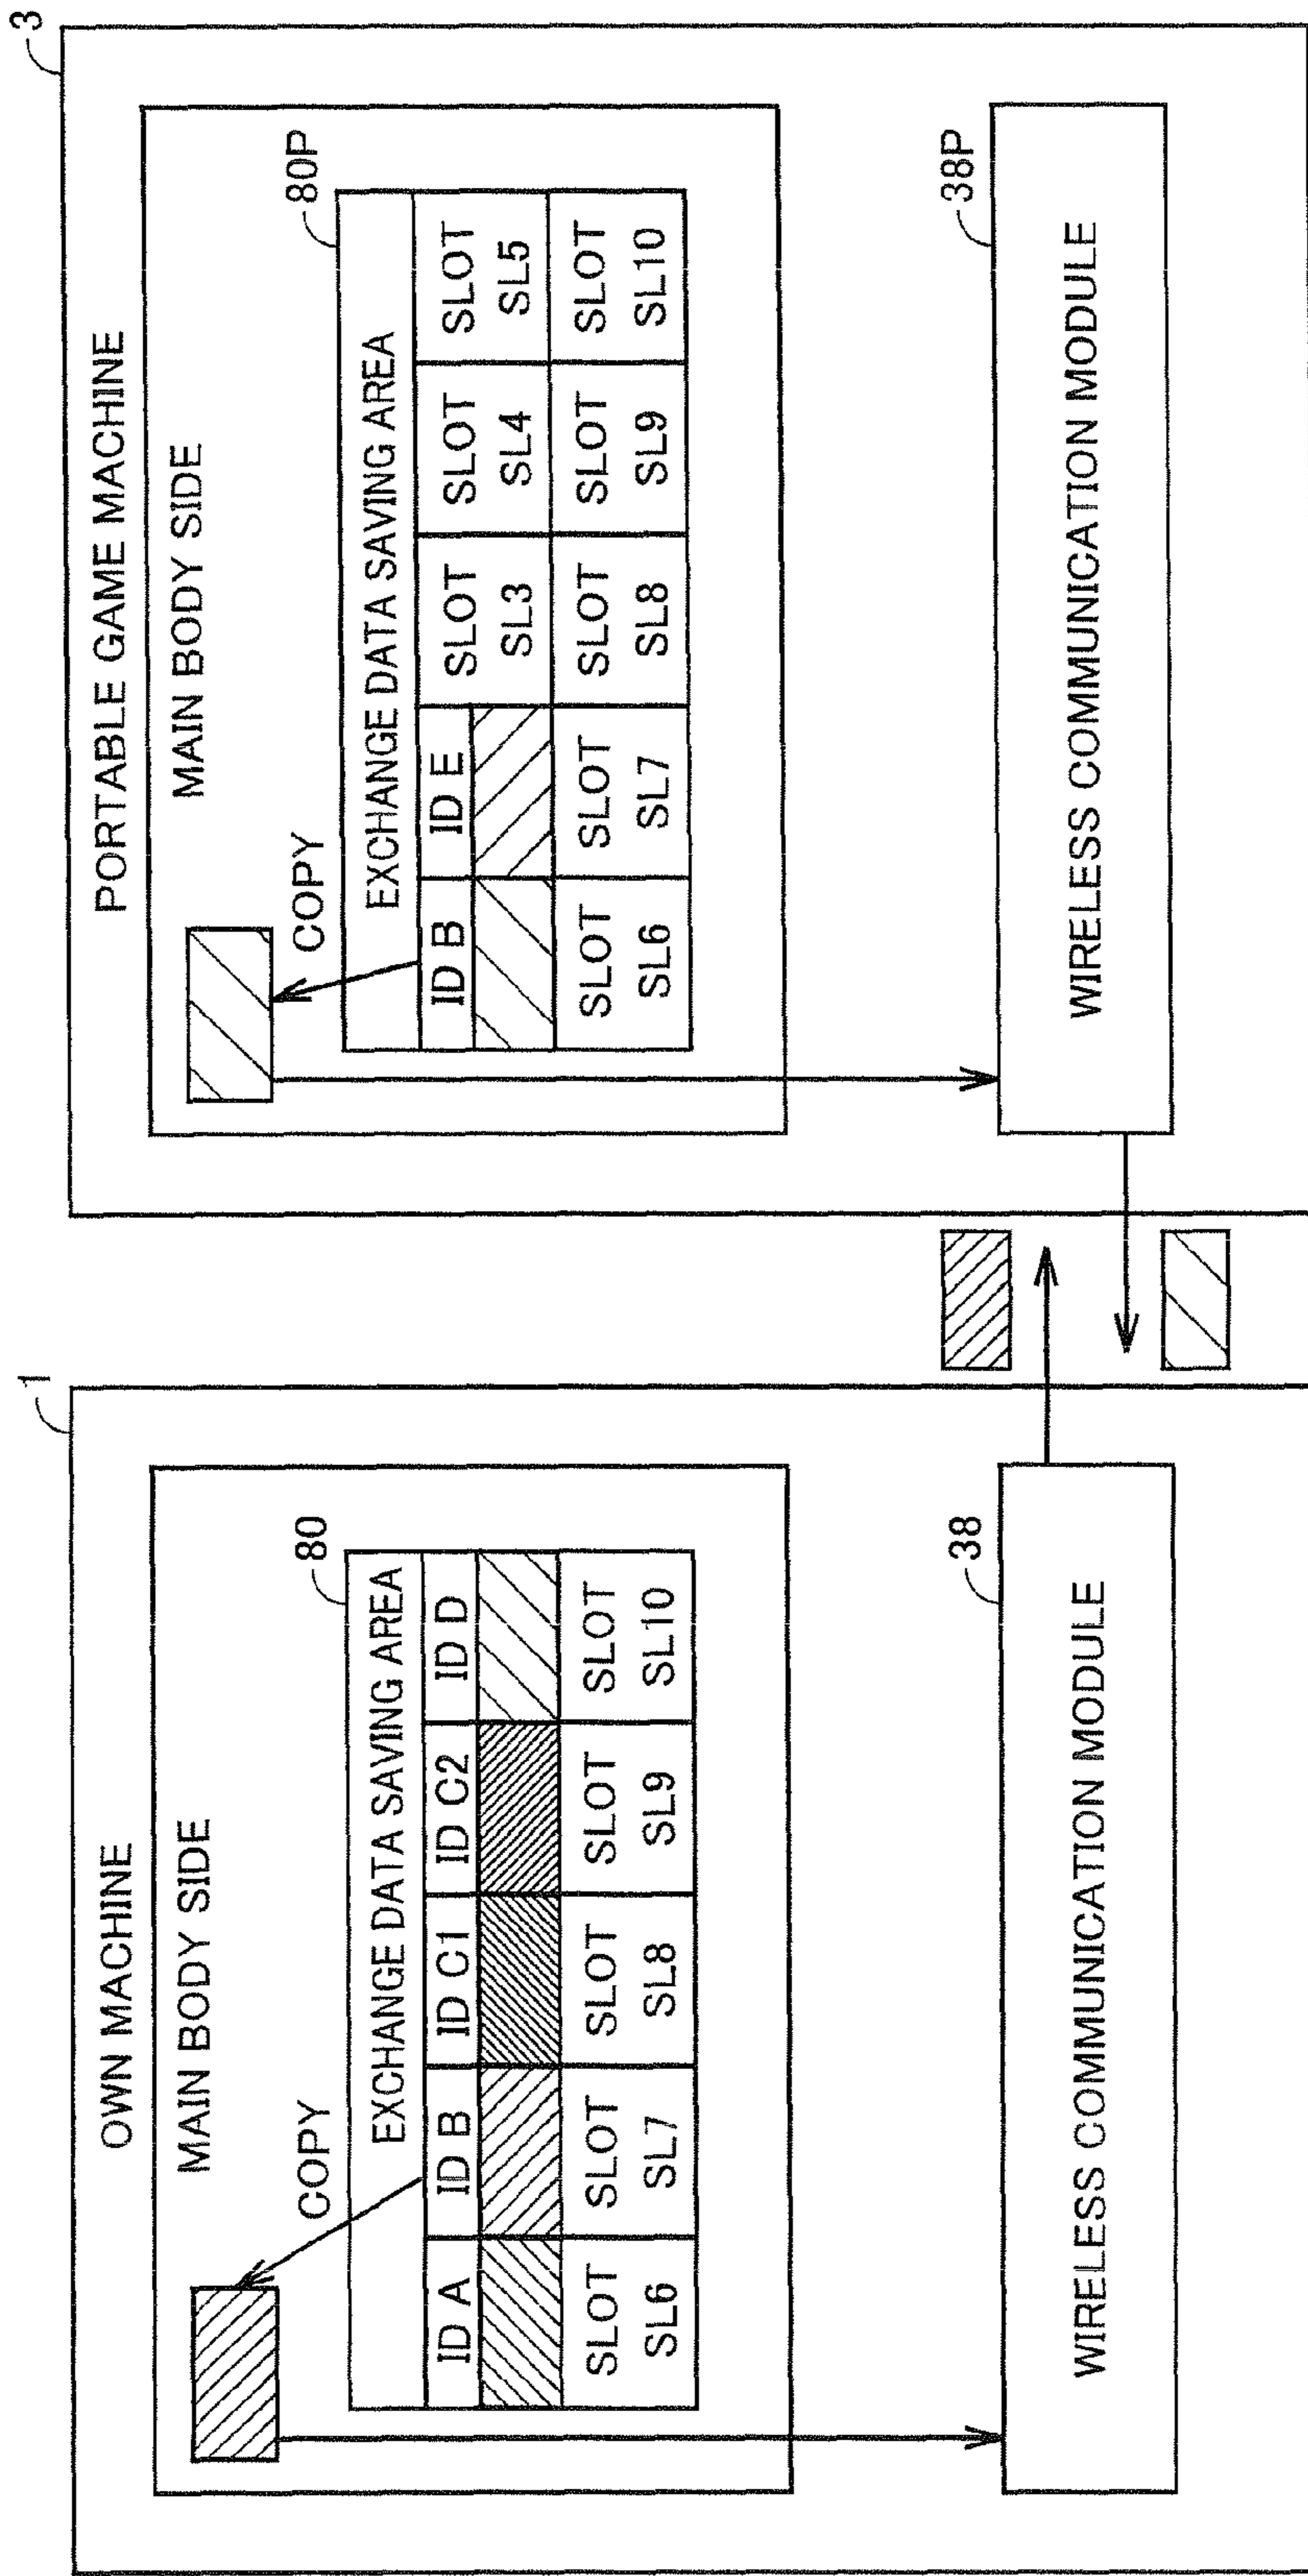 OWN MACHINE
1
MAIN BODY SIDE
COPY
80
EXCHANGE DATA SAVING AREA
ID A ID B ID C1 ID C2 ID D
SLOT SLOT SLOT SLOT SLOT
SL6 SL7 SL8 SL9 SL10
38
WIRELESS COMMUNICATION MODULE
PORTABLE GAME MACHINE
3
MAIN BODY SIDE
COPY
80P
EXCHANGE DATA SAVING AREA
ID B ID E SLOT SLOT SLOT
SL3 SL4 SL5
SLOT SLOT SLOT SLOT SLOT
SL6 SL7 SL8 SL9 SL10
38P
WIRELESS COMMUNICATION MODULE